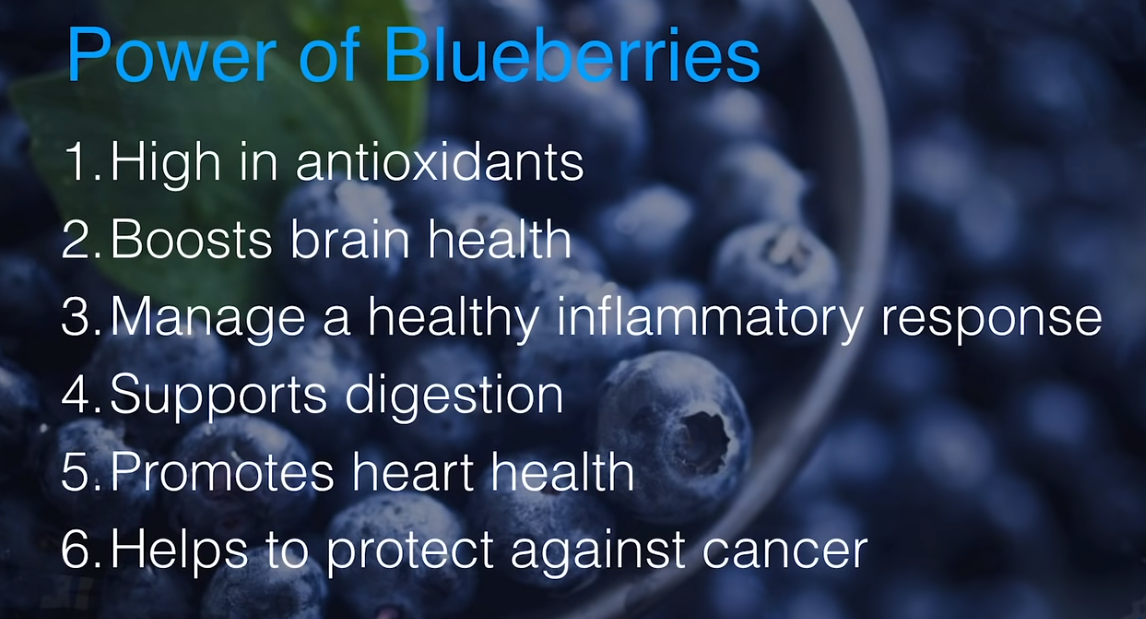 Power of Blueberries
1. High in antioxidants
2. Boosts brain health
3. Manage a healthy inflammatory response
4. Supports digestion
5. Promotes heart health
6. Helps to protect against cancer